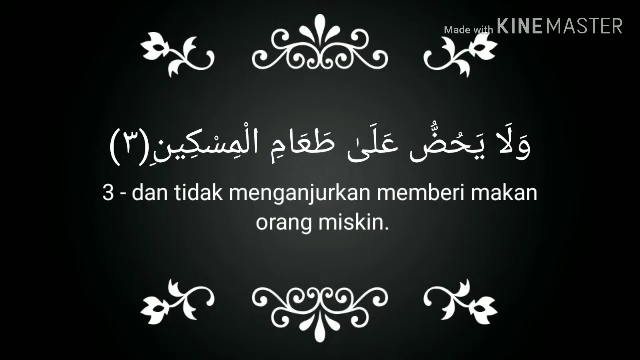 Made with KINEMASTER
وَلَا يَحُضُّ عَلَىٰ طَعَامِ الْمِسْكِينِ(٣)
3 - dan tidak menganjurkan memberi makan
orang miskin.